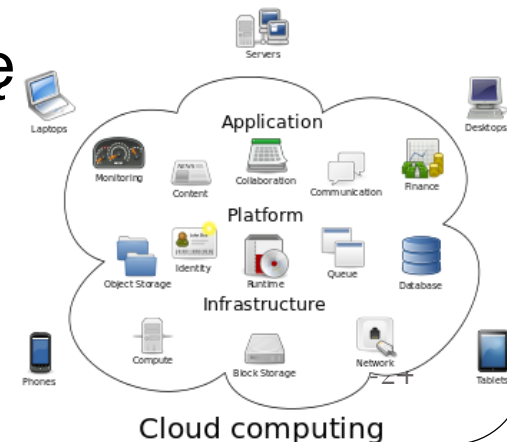 ę
Servers
Laptops
Desktops
Application
Monitoring
NEWS
Content
Collaboration
Communication
Finance
Platform
Object Storage
Identity
Runtime
Queue
Database
Infrastructure
Compute
Block Storage
Network
Phones
Tablets
Cloud computing